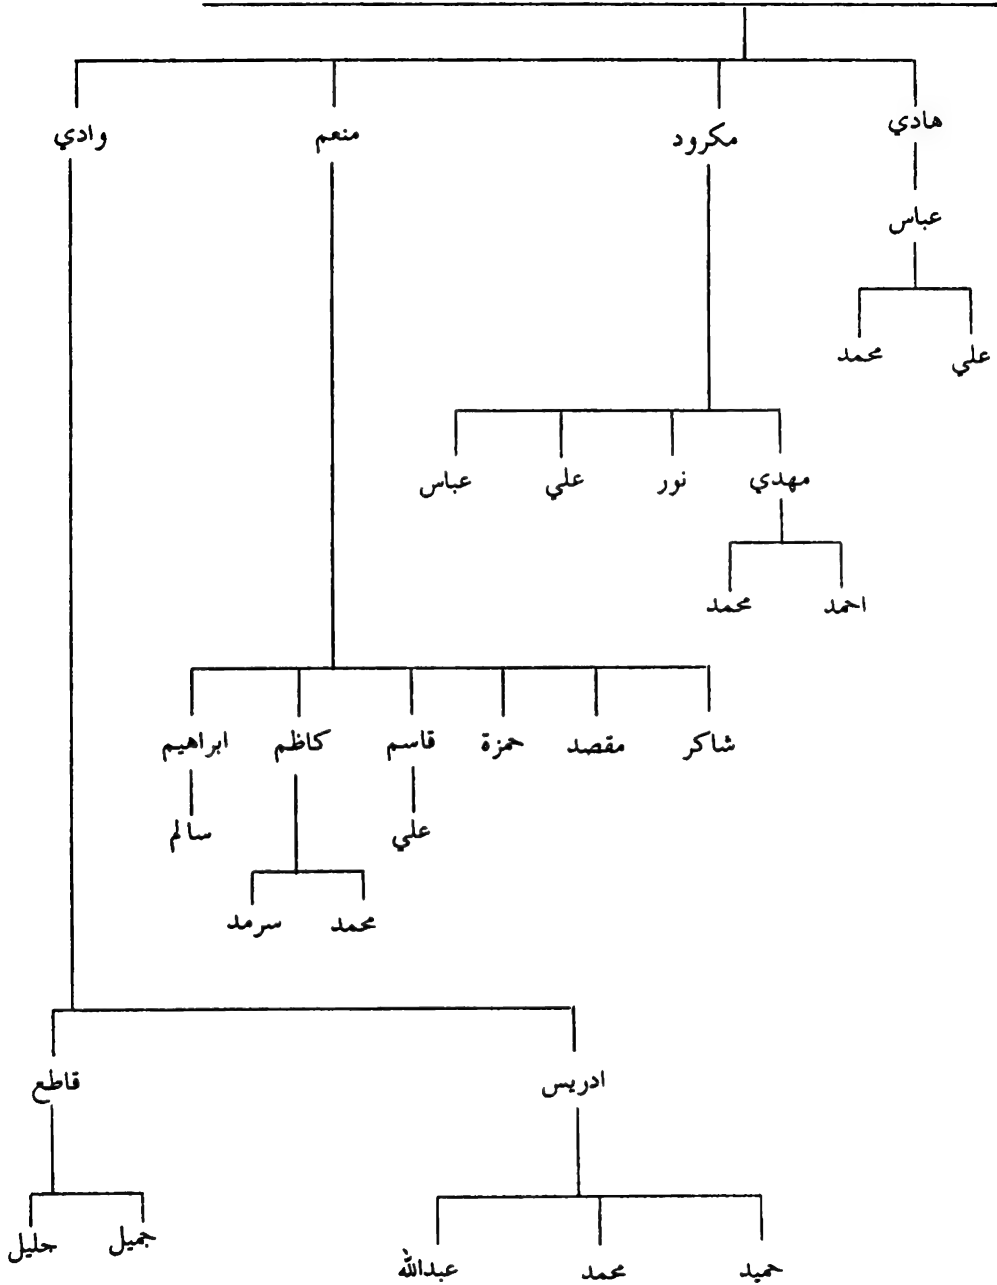 هادي مكرود منعم وادي
عباس
علي محمد
مهدي نور علي عباس
احمد محمد
شاكر مقصد حمزة قاسم كاظم ابراهيم
علي سالم
محمد سرمد
ادريس قاطع
جميل حليل
حميد محمد عبدالله